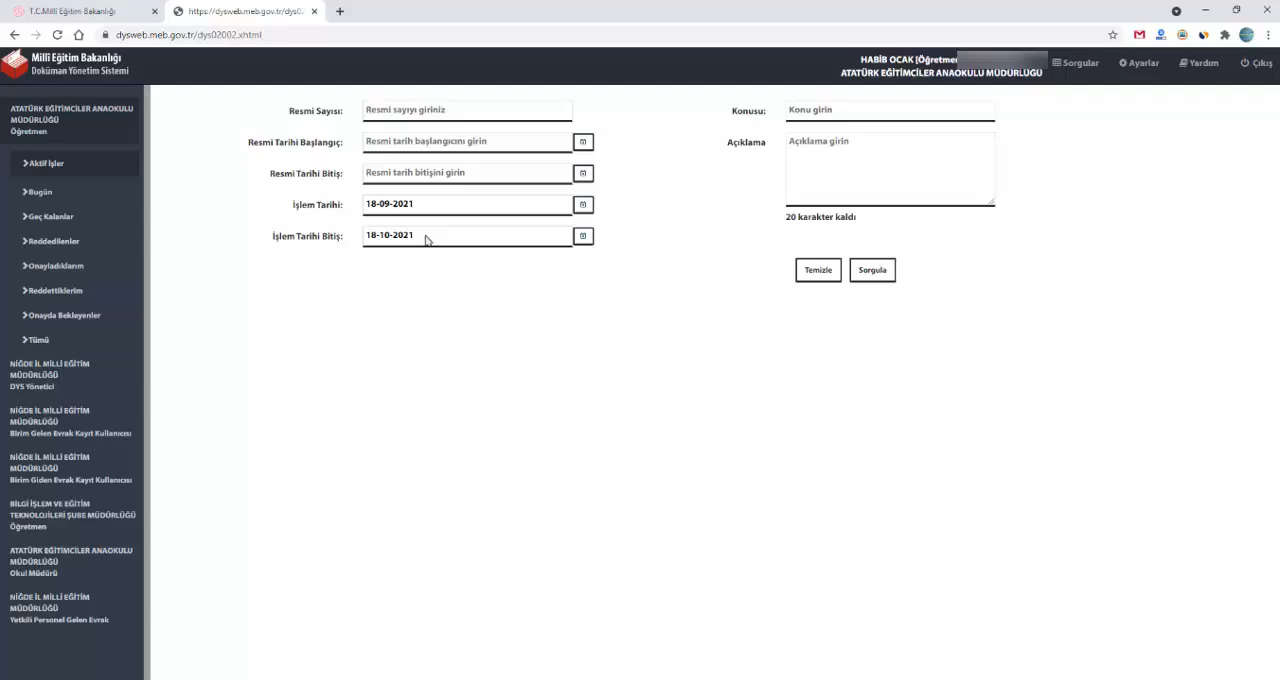 T.C.Millî Eğitim Bakanlığı
https://dysweb.meb.gov.tr/dys02
dysweb.meb.gov.tr/dys02002.xhtml
Millî Eğitim Bakanlığı
Doküman Yönetim Sistemi
HABİB OCAK [Öğretmen
ATATÜRK EĞİTİMCİLER ANAOKULU MÜDÜRLÜĞÜ
Sorgular
Ayarlar
Yardım
Çıkış
ATATÜRK EĞİTİMCİLER ANAOKULU
MÜDÜRLÜĞÜ
Öğretmen
Aktif İşler
Bugün
Geç Kalanlar
Reddedilenler
Onayladıklarım
Reddettiklerim
Onayda Bekleyenler
Tümü
NİĞDE İL MİLLİ EĞİTİM
MÜDÜRLÜĞÜ
DYS Yönetici
NİĞDE İL MİLLİ EĞİTİM
MÜDÜRLÜĞÜ
Birim Gelen Evrak Kayıt Kullanıcısı
NİĞDE İL MİLLİ EĞİTİM
MÜDÜRLÜĞÜ
Birim Giden Evrak Kayıt Kullanıcısı
BİLGİ İŞLEM VE EĞİTİM
TEKNOLOJİLERİ ŞUBE MÜDÜRLÜĞÜ
Öğretmen
ATATÜRK EĞİTİMCİLER ANAOKULU
MÜDÜRLÜĞÜ
Okul Müdürü
NİĞDE İL MİLLİ EĞİTİM
MÜDÜRLÜĞÜ
Yetkili Personel Gelen Evrak
Resmi Sayısı: Resmi sayıyı giriniz
Resmi Tarihi Başlangıç: Resmi tarih başlangıcını girin
Resmi Tarihi Bitiş: Resmi tarih bitişini girin
İşlem Tarihi: 18-09-2021
İşlem Tarihi Bitiş: 18-10-2021
Konusu: Konu girin
Açıklama Açıklama girin
20 karakter kaldı
Temizle Sorgula